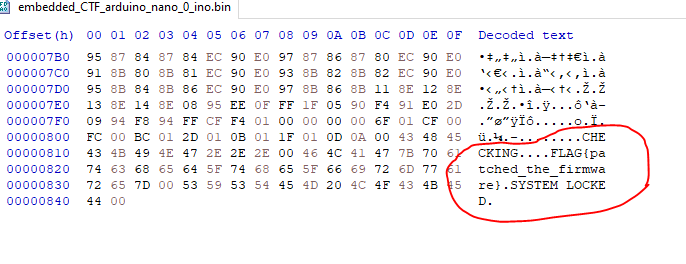 embedded_CTF_arduino_nano_0_ino.bin
Offset(h) 00 01 02 03 04 05 06 07 08 09 0A 0B 0C 0D 0E 0F Decoded text
000007B0 95 87 84 87 84 EC 90 E0 97 87 86 87 80 EC 90 E0 •‡„‡„ì.à—‡†‡€ì.à
000007C0 91 8B 80 8B 81 EC 90 E0 93 8B 82 8B 82 EC 90 E0 ‘‹€‹.ì.à“‹‚‹‚ì.à
000007D0 95 8B 84 8B 86 EC 90 E0 97 8B 86 8B 11 8E 12 8E •‹„‹†ì.à—‹†‹.Ž.Ž
000007E0 13 8E 14 8E 08 95 EE 0F FF 1F 05 90 F4 91 E0 2D .Ž.Ž.•î.ÿ...ô‘à-
000007F0 09 94 F8 94 FF CF F4 01 00 00 00 00 6F 01 CF 00 .”ø”ÿÏô.....o.Ï.
00000800 FC 00 BC 01 2D 01 0B 01 1F 01 0D 0A 00 43 48 45 ü.¼.-........CHE
00000810 43 4B 49 4E 47 2E 2E 2E 00 46 4C 41 47 7B 70 61 CKING....FLAG{pa
00000820 74 63 68 65 64 5F 74 68 65 5F 66 69 72 6D 77 61 tched_the_firmwa
00000830 72 65 7D 00 53 59 53 54 45 4D 20 4C 4F 43 4B 45 re}.SYSTEM LOCKE
00000840 44 00 D.